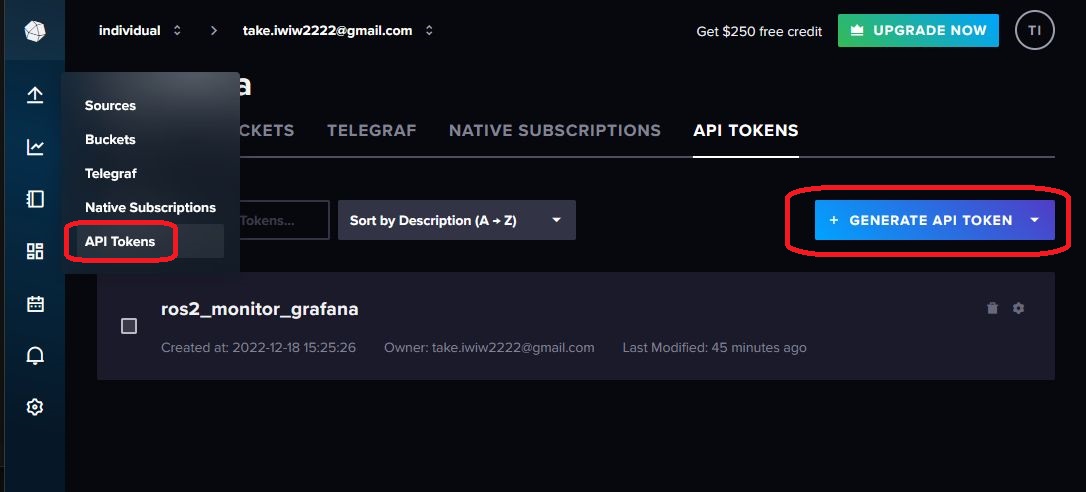 individual
take.iwiw2222@gmail.com
Get $250 free credit
UPGRADE NOW
TI
a
Sources
Buckets
Telegraf
Native Subscriptions
API Tokens
CKETS
TELEGRAF
NATIVE SUBSCRIPTIONS
API TOKENS
Tokens...
Sort by Description (A → Z)
+ GENERATE API TOKEN
ros2_monitor_grafana
Created at: 2022-12-18 15:25:26
Owner: take.iwiw2222@gmail.com
Last Modified: 45 minutes ago